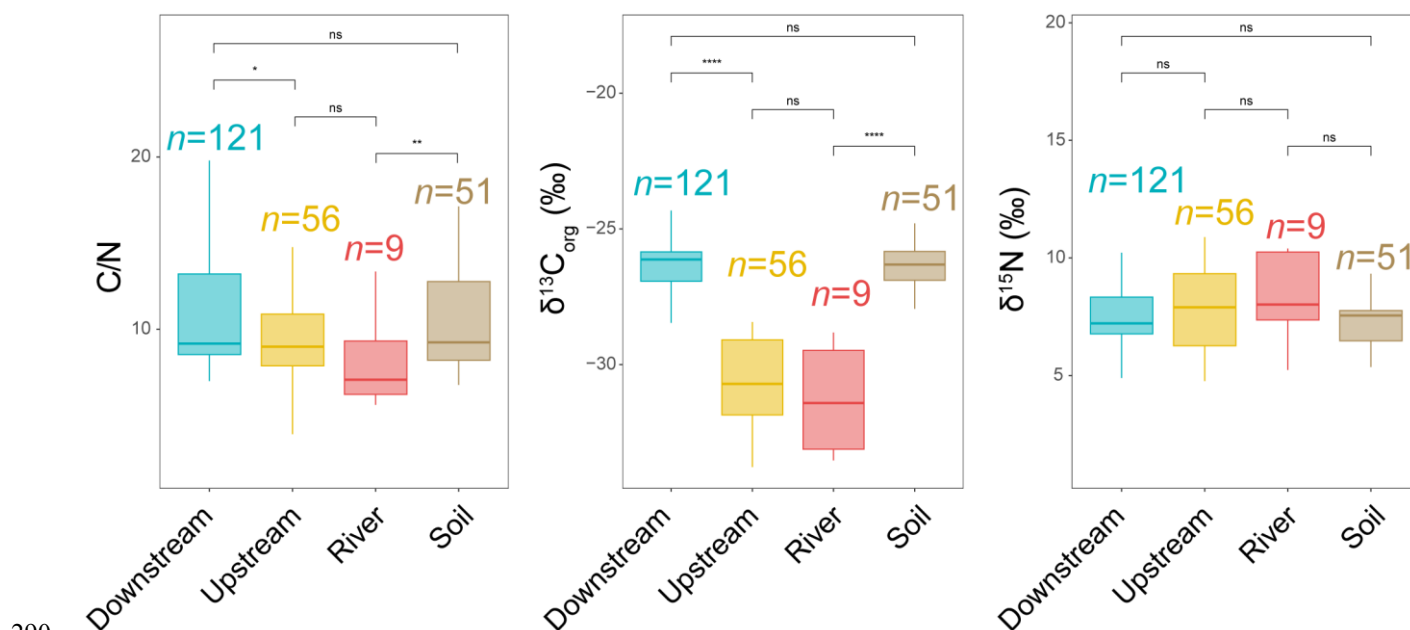 C/N
20
10
ns
*
ns
**
n=121
n=56
n=9
n=51
Downstream
Upstream
River
Soil
δ¹³C org (‰)
−20
−25
−30
ns
****
ns
****
n=121
n=56
n=9
n=51
Downstream
Upstream
River
Soil
δ¹⁵N (‰)
20
15
10
5
ns
ns
ns
ns
n=121
n=56
n=9
n=51
Downstream
Upstream
River
Soil